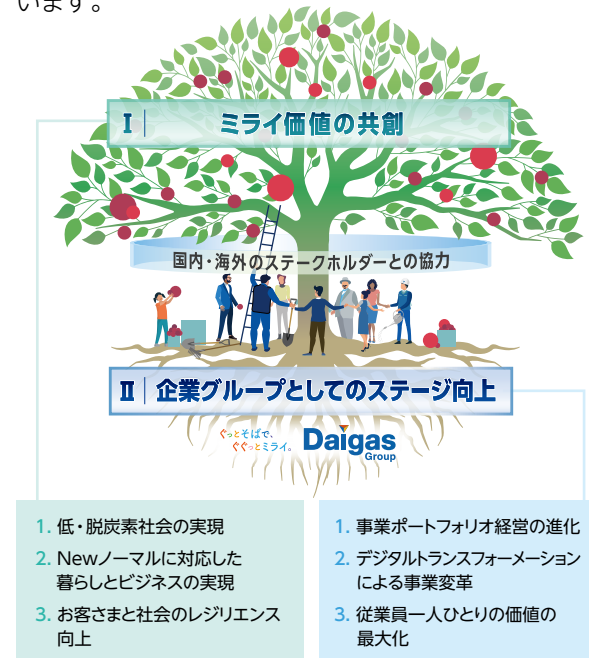 います。
Ⅰ ミライ価値の共創
国内・海外のステークホルダーとの協力
Ⅱ 企業グループとしてのステージ向上
ぐっとそばで、
ぐぐっとミライ。
Daigas
Group
1. 低・脱炭素社会の実現
2. Newノーマルに対応した
暮らしとビジネスの実現
3. お客さまと社会のレジリエンス
向上
1. 事業ポートフォリオ経営の進化
2. デジタルトランスフォーメーション
による事業変革
3. 従業員一人ひとりの価値の
最大化